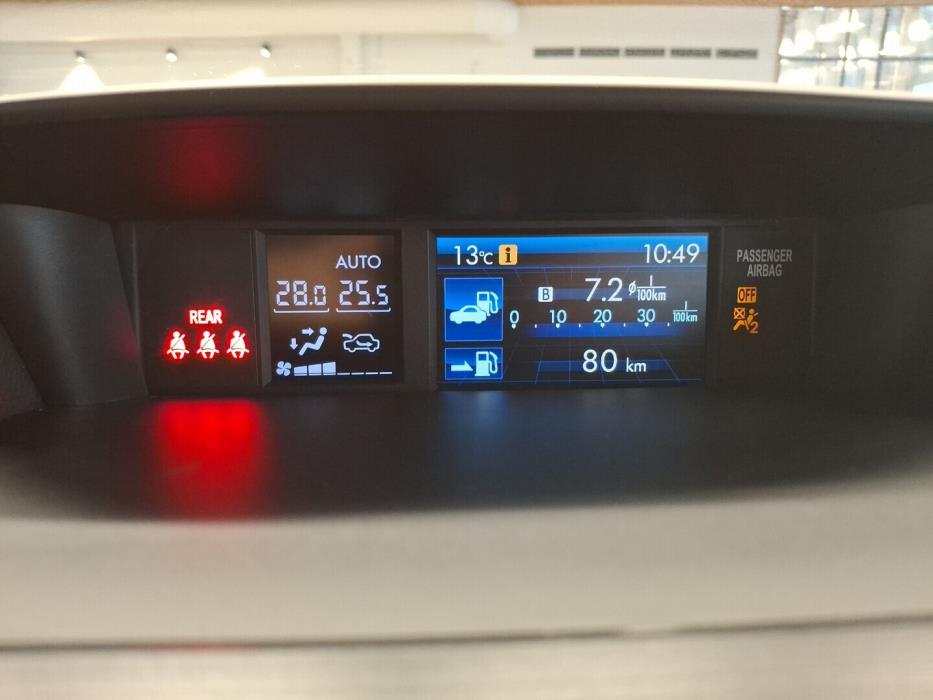 REAR
AUTO
28.0 25.5
13°C i 10:49
B 7.2 ø l/100km
0 10 20 30 l/100km
80 km
PASSENGER
AIRBAG
OFF
2